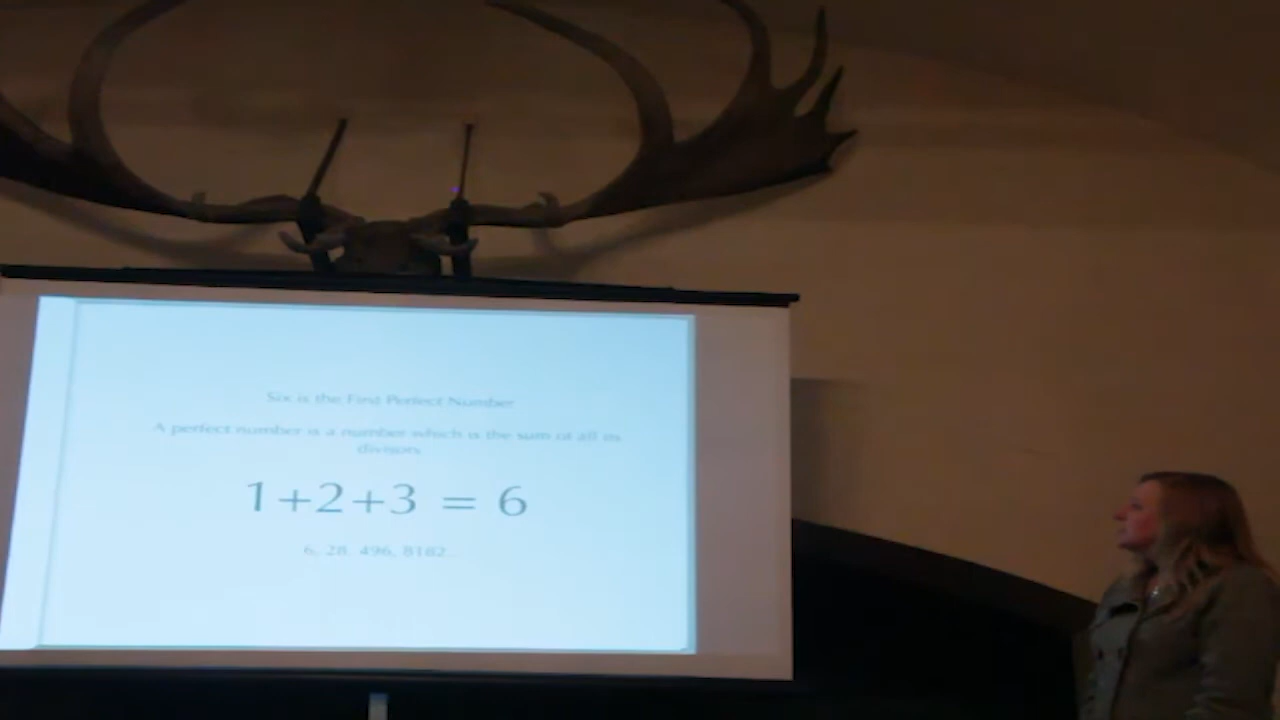 Six is the First Perfect Number
A perfect number is a number which is the sum of all its
divisors
1+2+3 = 6
6, 28, 496, 8182...